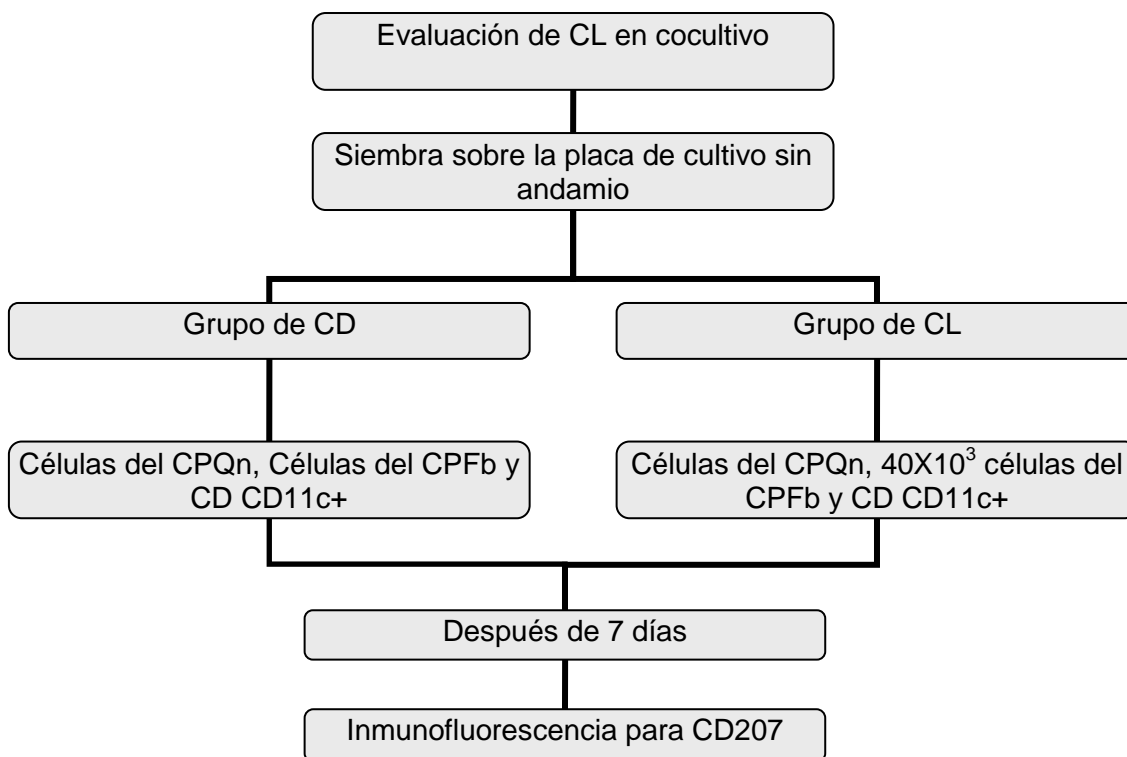 Evaluación de CL en cocultivo
Siembra sobre la placa de cultivo sin
andamio
Grupo de CD
Grupo de CL
Células del CPQn, Células del CPFb y
CD CD11c+
Células del CPQn, 40X10³ células del
CPFb y CD CD11c+
Después de 7 días
Inmunofluorescencia para CD207